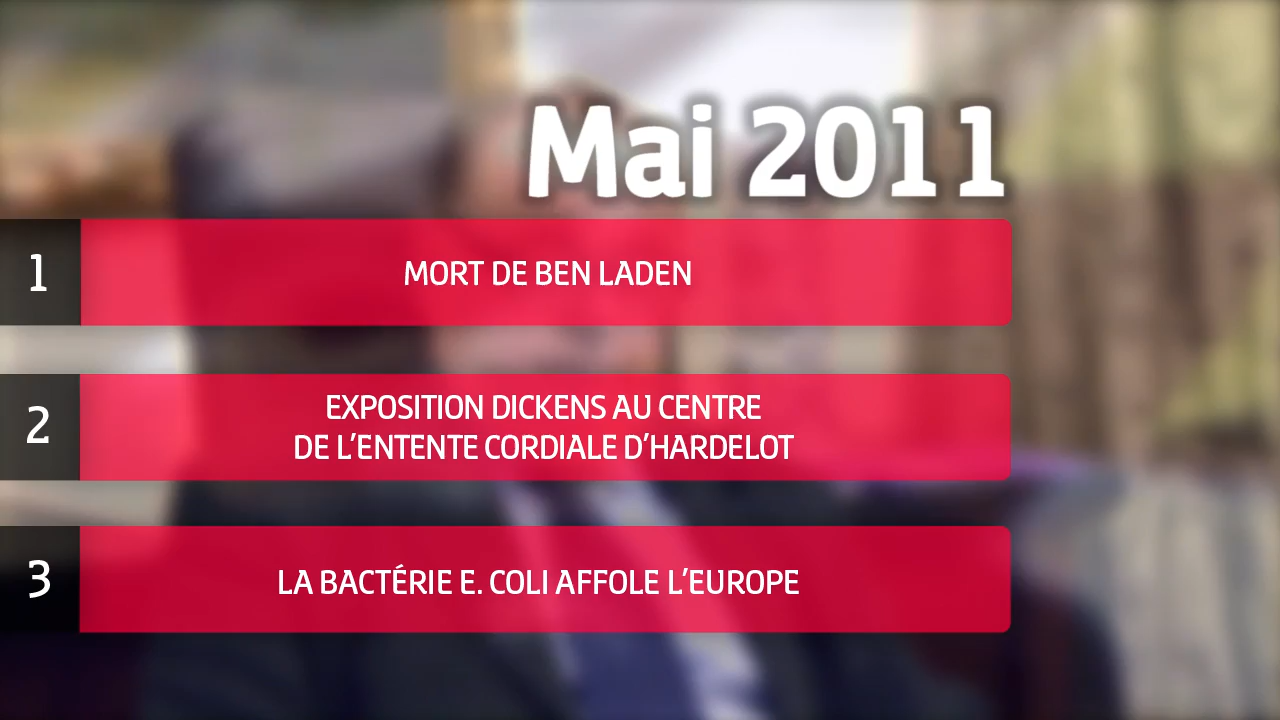 Mai 2011
1
MORT DE BEN LADEN
2
EXPOSITION DICKENS AU CENTRE
DE L'ENTENTE CORDIALE D'HARDELOT
3
LA BACTÉRIE E. COLI AFFOLE L'EUROPE